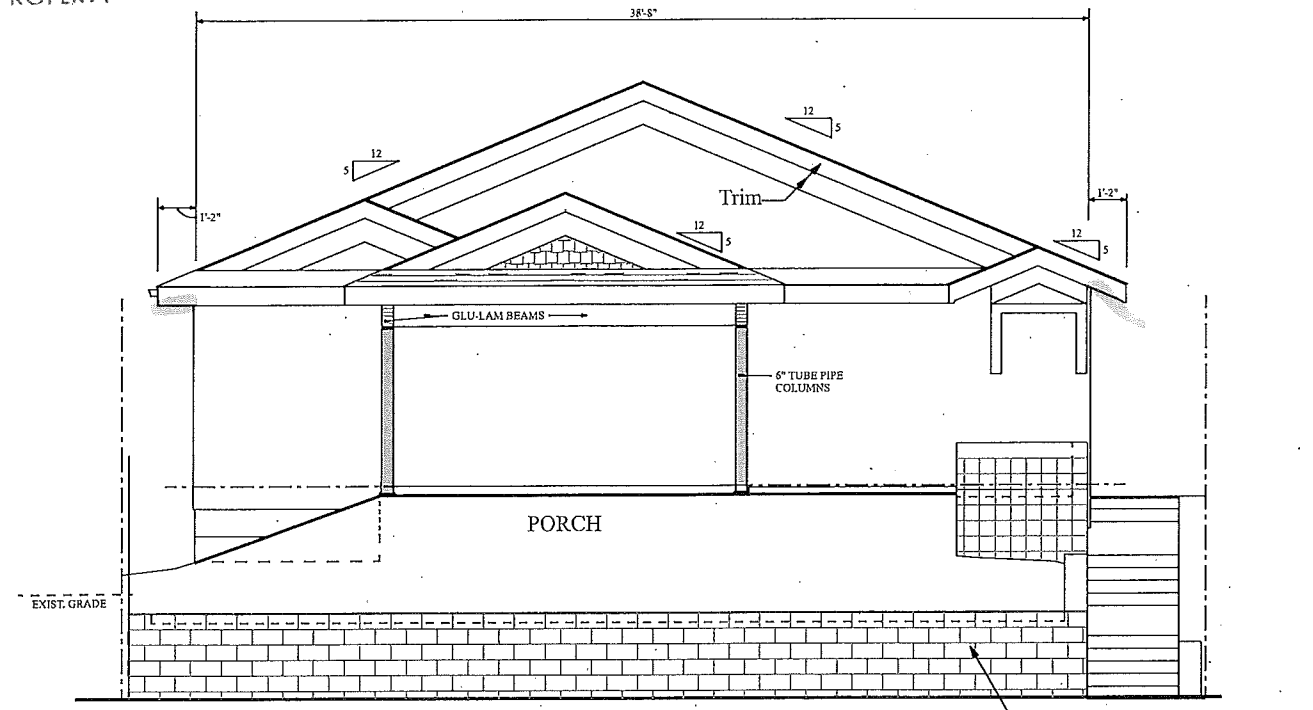 38'-8"
12
5
12
5
1'-2"
Trim
1'-2"
12
5
12
5
GLU-LAM BEAMS
6" TUBE PIPE
COLUMNS
PORCH
EXIST. GRADE